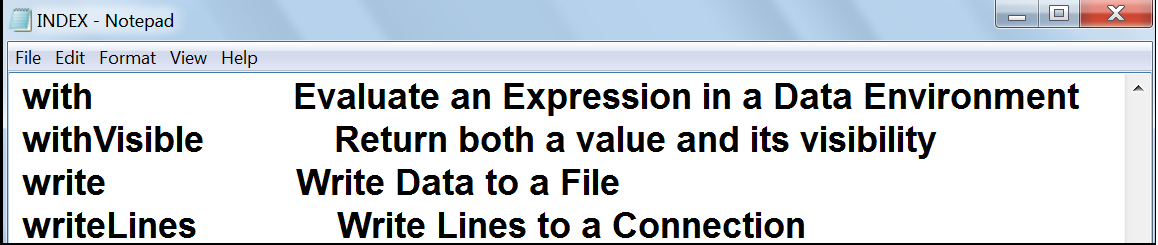 INDEX - Notepad
File Edit Format View Help
with Evaluate an Expression in a Data Environment
withVisible Return both a value and its visibility
write Write Data to a File
writeLines Write Lines to a Connection